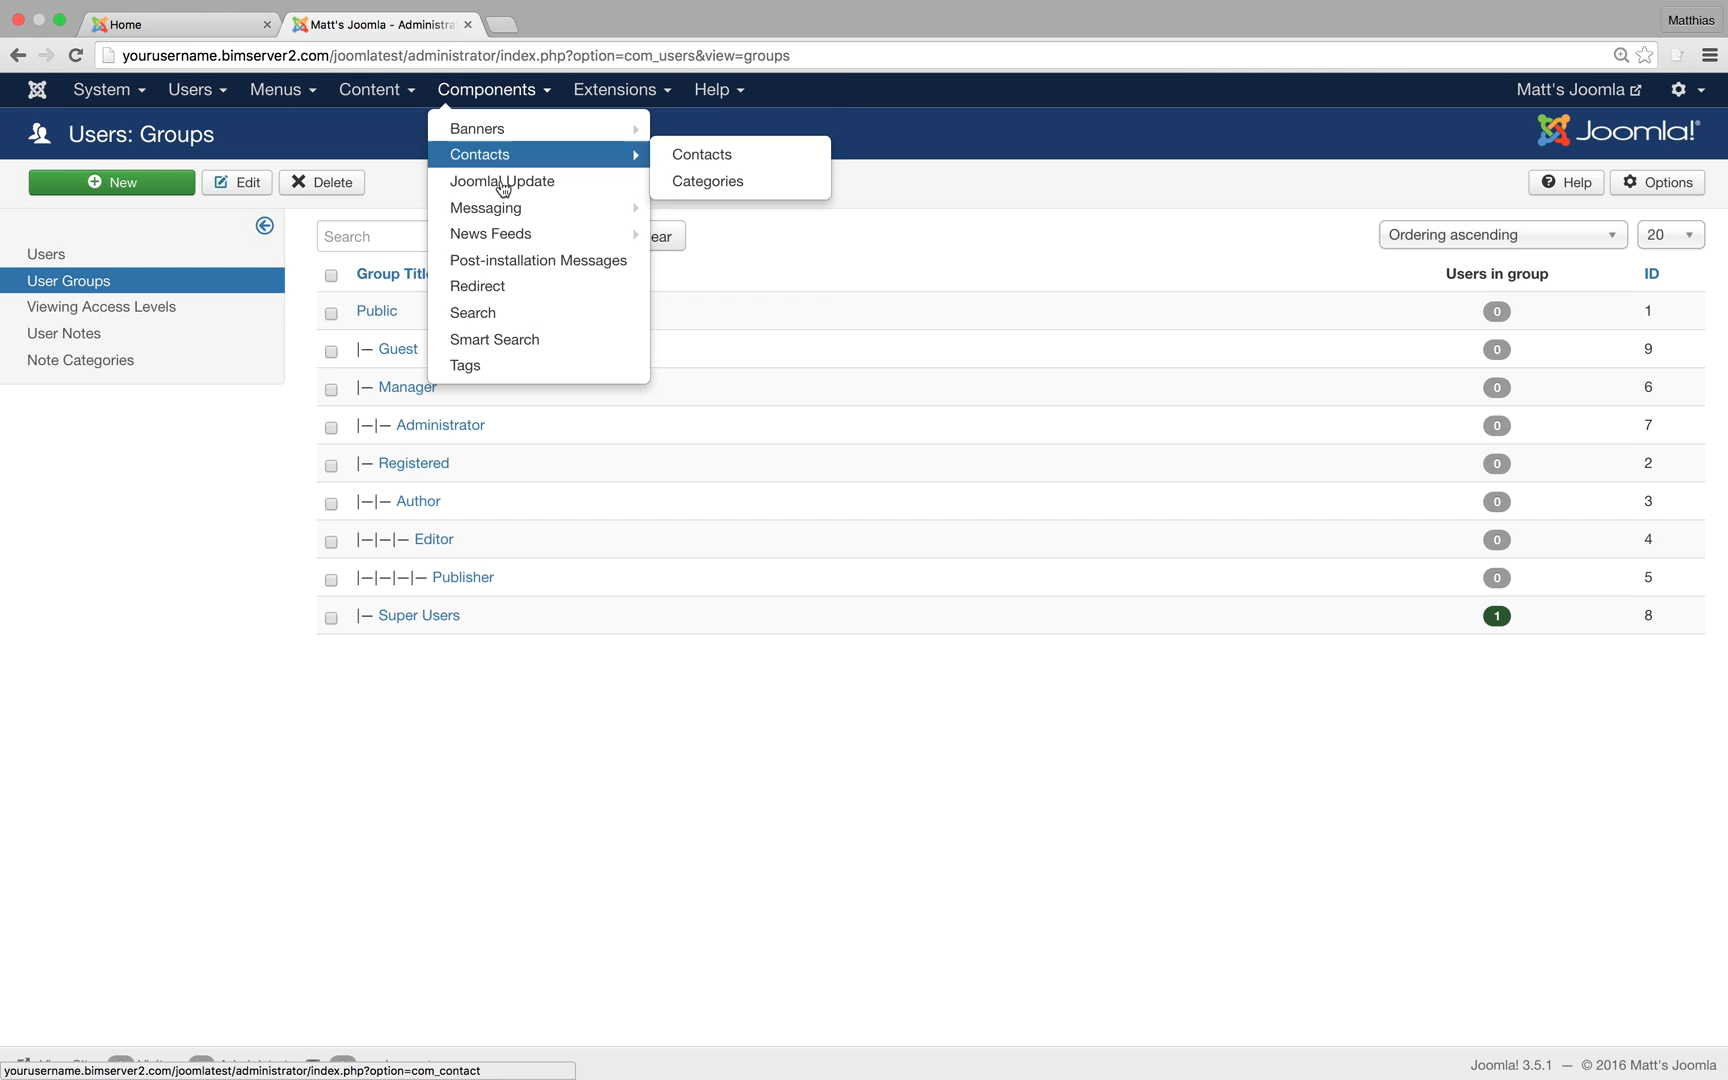 Home
Matt's Joomla - Administra
Matthias
yourusername.bimserver2.com/joomlatest/administrator/index.php?option=com_users&view=groups
System Users Menus Content Components Extensions Help Matt's Joomla
Users: Groups
Joomla!®
New Edit Delete Help Options
Banners
Contacts
Joomla! Update
Messaging
News Feeds
Post-installation Messages
Redirect
Search
Smart Search
Tags
Contacts
Categories
Users
User Groups
Viewing Access Levels
User Notes
Note Categories
Search ear Ordering ascending 20
Group Titl Users in group ID
Public 0 1
|— Guest 0 9
|— Manager 0 6
|—|— Administrator 0 7
|— Registered 0 2
|—|— Author 0 3
|—|—|— Editor 0 4
|—|—|—|— Publisher 0 5
|— Super Users 1 8
Joomla! 3.5.1 — © 2016 Matt's Joomla
yourusername.bimserver2.com/joomlatest/administrator/index.php?option=com_contact